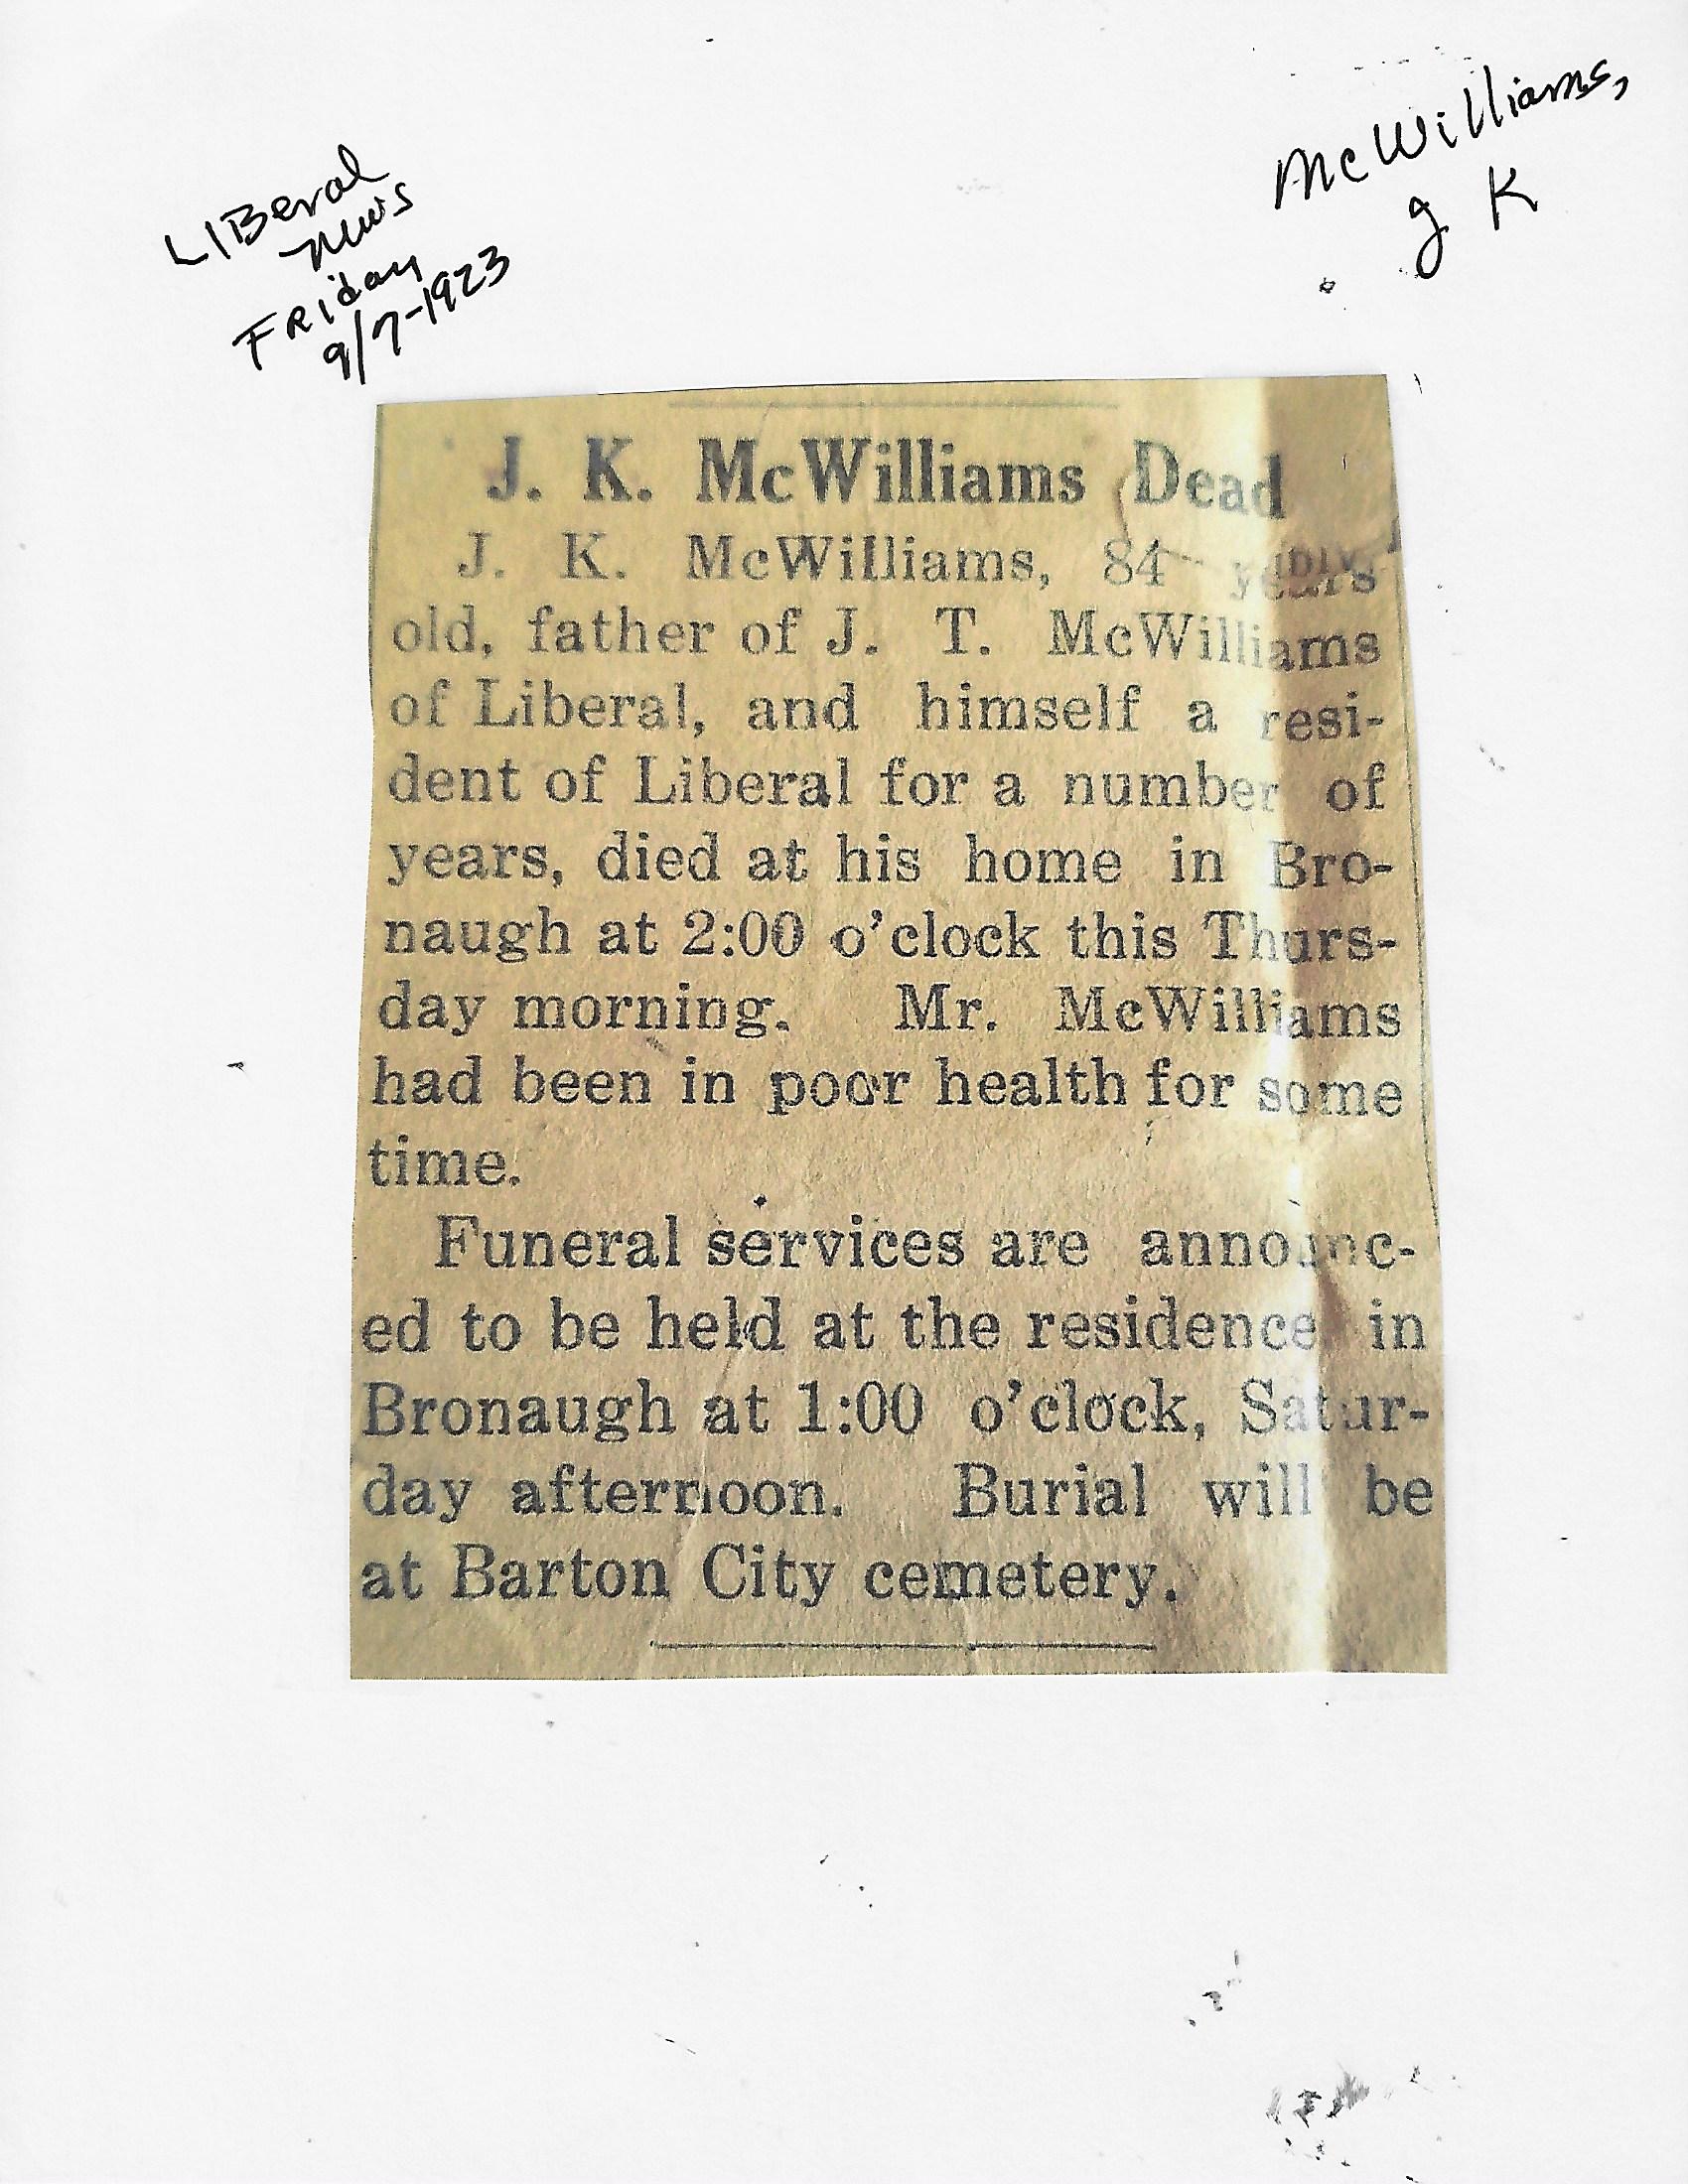 LIBeral
News
FRiday
9/7-1923
McWilliams,
J K
J. K. McWilliams Dead
J. K. McWilliams, 84 years
old, father of J. T. McWilliams
of Liberal, and himself a resi-
dent of Liberal for a number of
years, died at his home in Bro-
naugh at 2:00 o'clock this Thurs-
day morning. Mr. McWilliams
had been in poor health for some
time.
Funeral services are announc-
ed to be held at the residence in
Bronaugh at 1:00 o'clock, Satur-
day afternoon. Burial will be
at Barton City cemetery.